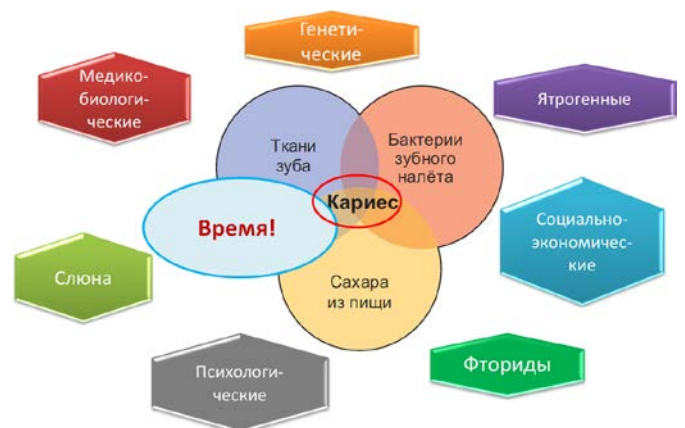 Генети-
ческие
Медико-
биологи-
ческие
Ятрогенные
Ткани
зуба
Бактерии
зубного
налёта
Кариес
Время!
Социально-
экономичес-
кие
Слюна
Сахара
из пищи
Психологи-
ческие
Фториды